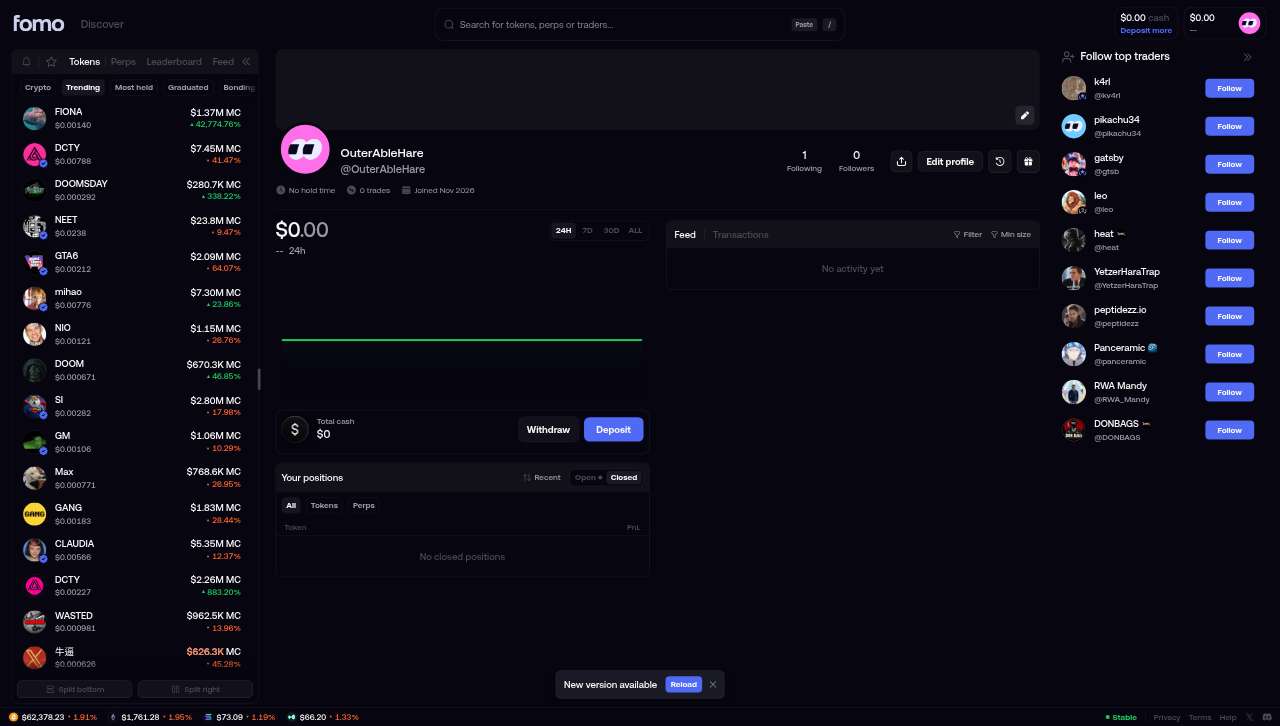 fomo Discover
Search for tokens, perps or traders... Paste /
$0.00 cash
Deposit more
$0.00
--
Tokens Perps Leaderboard Feed
Crypto Trending Most held Graduated Bonding
FIONA $1.37M MC
$0.00140 42,774.76%
DCTY $7.45M MC
$0.00788 41.47%
DOOMSDAY $280.7K MC
$0.000292 338.22%
NEET $23.8M MC
$0.0238 9.47%
GTA6 $2.09M MC
$0.00212 64.07%
mihao $7.30M MC
$0.00776 23.86%
NIO $1.15M MC
$0.00121 26.76%
DOOM $670.3K MC
$0.000671 46.85%
SI $2.80M MC
$0.00282 17.98%
GM $1.06M MC
$0.00106 10.29%
Max $768.6K MC
$0.000771 26.95%
GANG $1.83M MC
$0.00183 28.44%
CLAUDIA $5.35M MC
$0.00566 12.37%
DCTY $2.26M MC
$0.00227 883.20%
WASTED $962.5K MC
$0.000981 13.96%
牛逼 $626.3K MC
$0.000626 45.28%
Split bottom Split right
OuterAbleHare
@OuterAbleHare
1 Following
0 Followers
Edit profile
No hold time 0 trades Joined Nov 2026
$0.00
-- 24h
24H 7D 30D ALL
Total cash
$0
Withdraw Deposit
Your positions Recent Open Closed
All Tokens Perps
Token PnL
No closed positions
Feed Transactions Filter Min size
No activity yet
Follow top traders
k4rl
@kv4rl
Follow
pikachu34
@pikachu34
Follow
gatsby
@gtsb
Follow
leo
@leo
Follow
heat
@heat
Follow
YetzerHaraTrap
@YetzerHaraTrap
Follow
peptidezz.io
@peptidezz
Follow
Panceramic
@panceramic
Follow
RWA Mandy
@RWA_Mandy
Follow
DONBAGS
@DONBAGS
Follow
New version available Reload
$62,378.23 1.91% $1,761.28 1.95% $73.09 1.19% $66.20 1.33%
Stable Privacy Terms Help